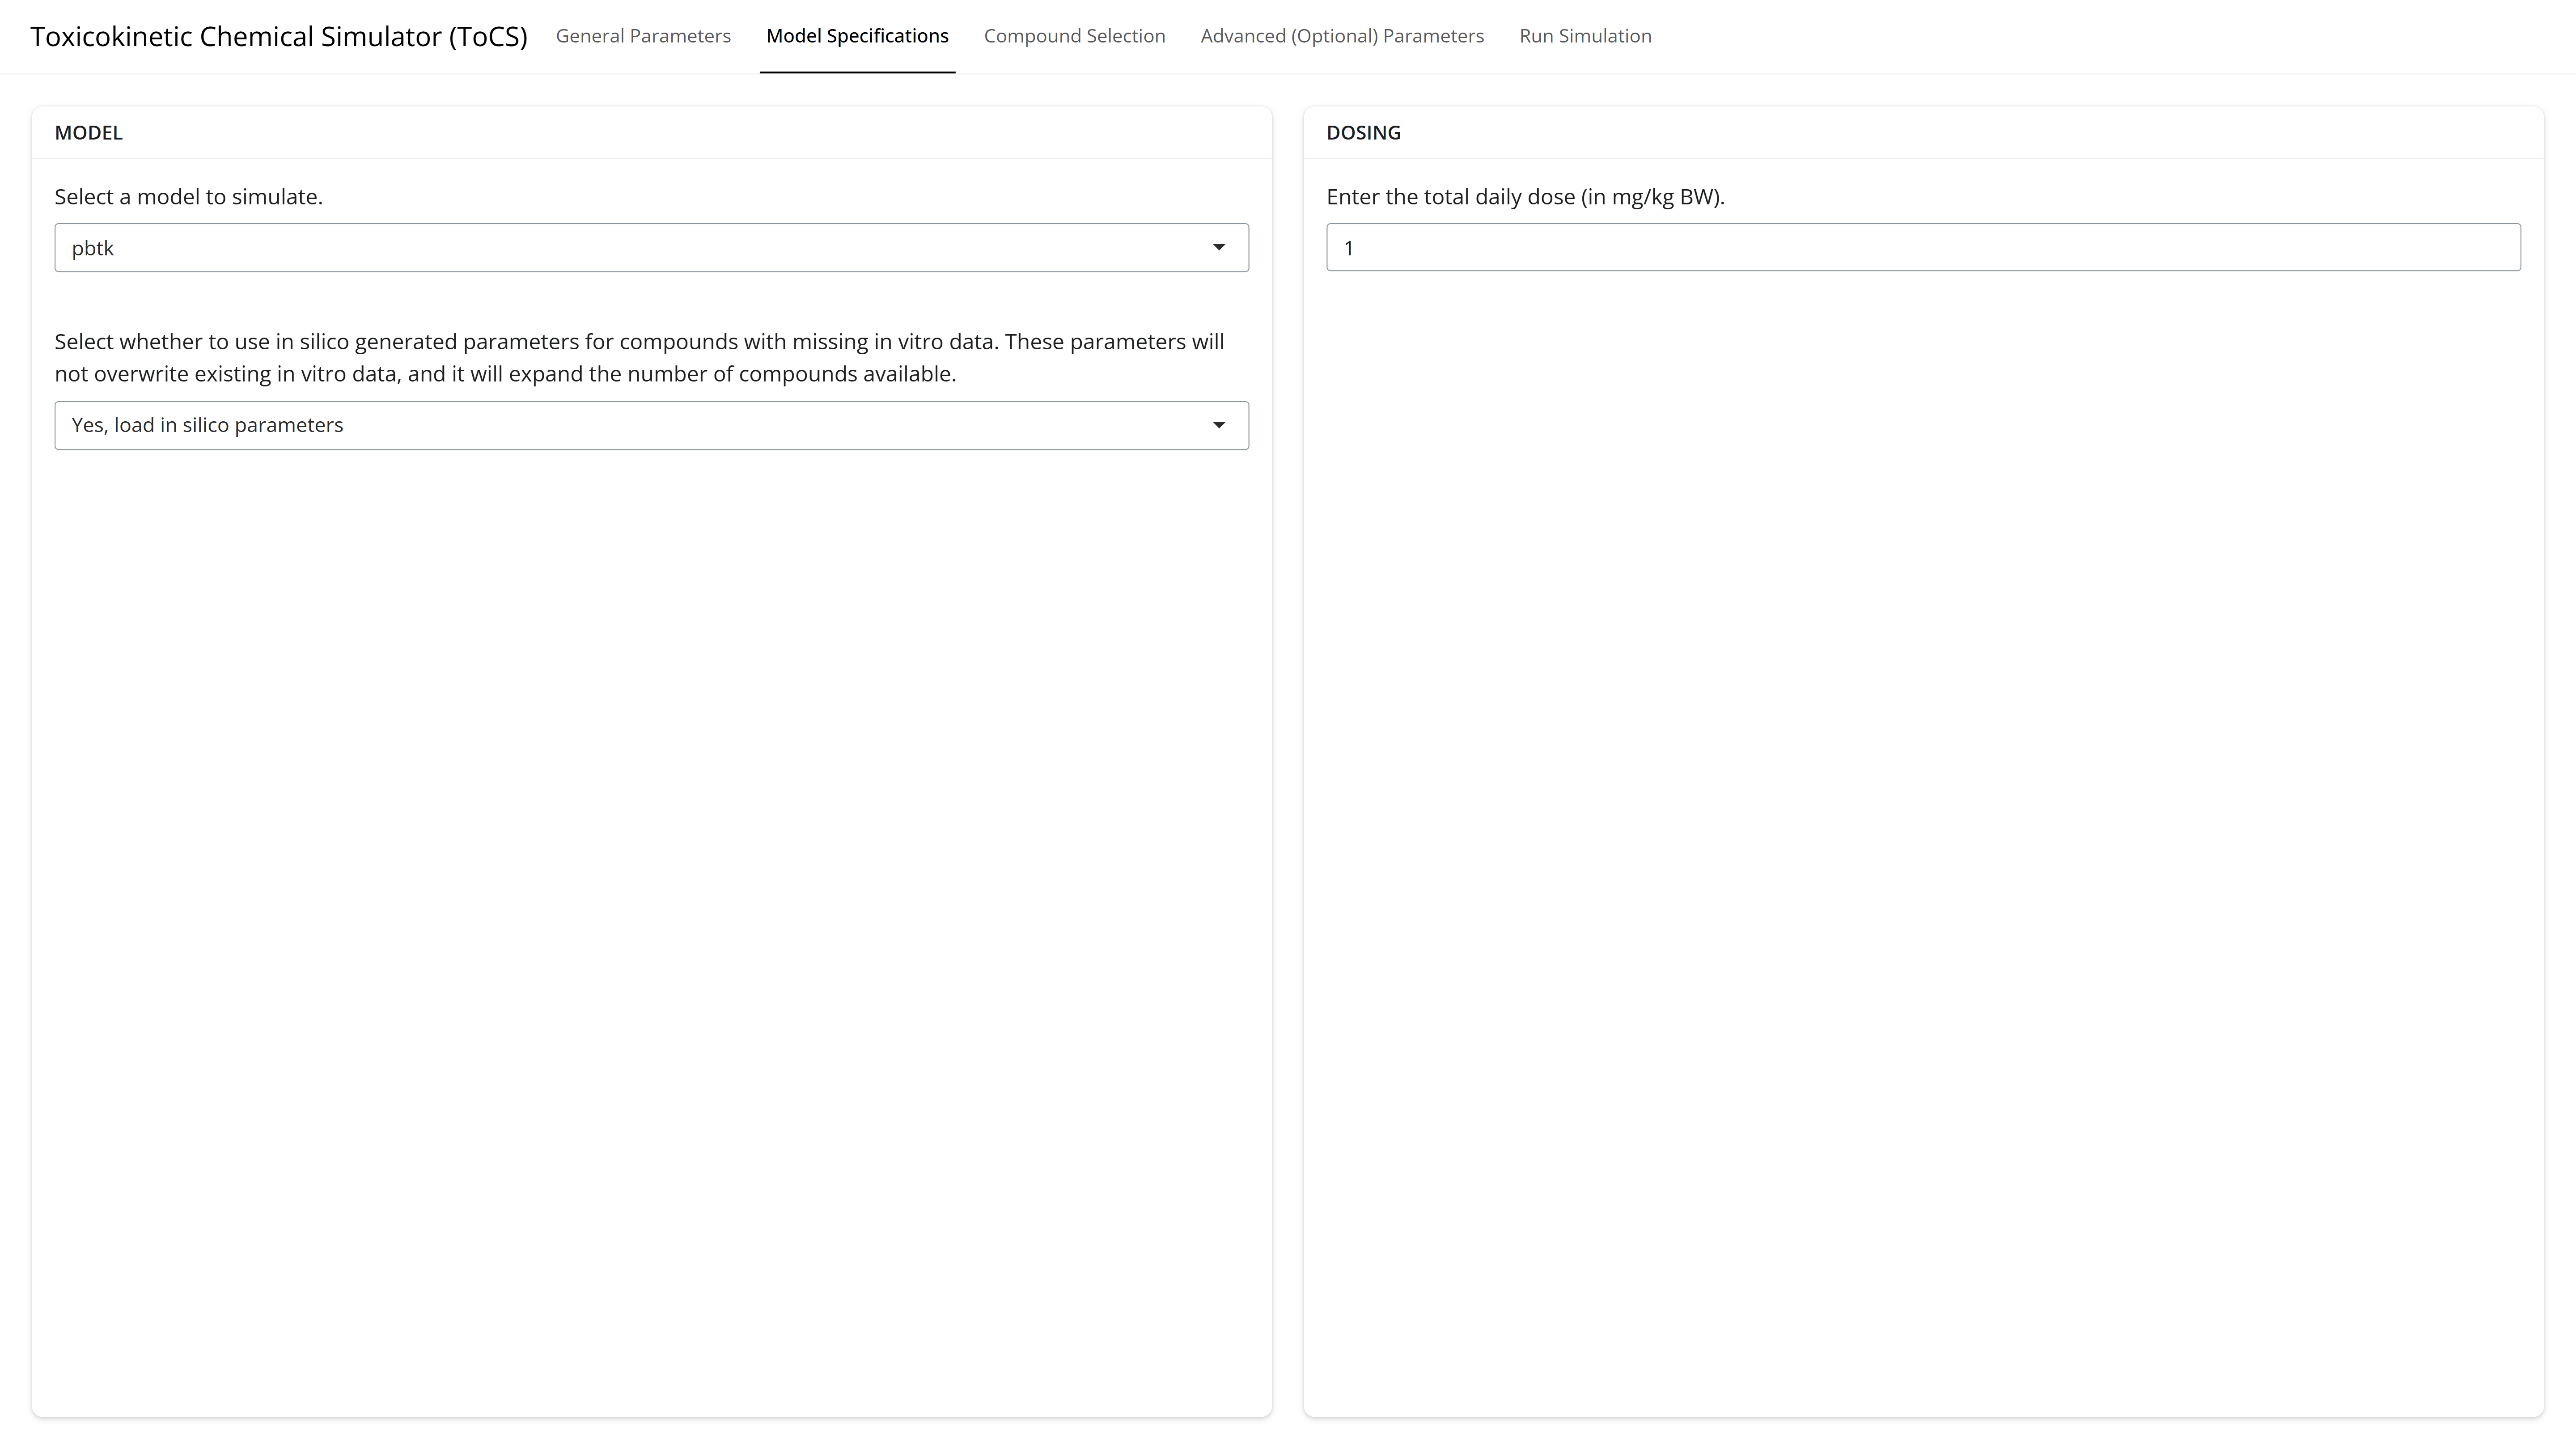 Toxicokinetic Chemical Simulator (ToCS)
General Parameters
Model Specifications
Compound Selection
Advanced (Optional) Parameters
Run Simulation
MODEL
Select a model to simulate.
pbtk
Select whether to use in silico generated parameters for compounds with missing in vitro data. These parameters will
not overwrite existing in vitro data, and it will expand the number of compounds available.
Yes, load in silico parameters
DOSING
Enter the total daily dose (in mg/kg BW).
1